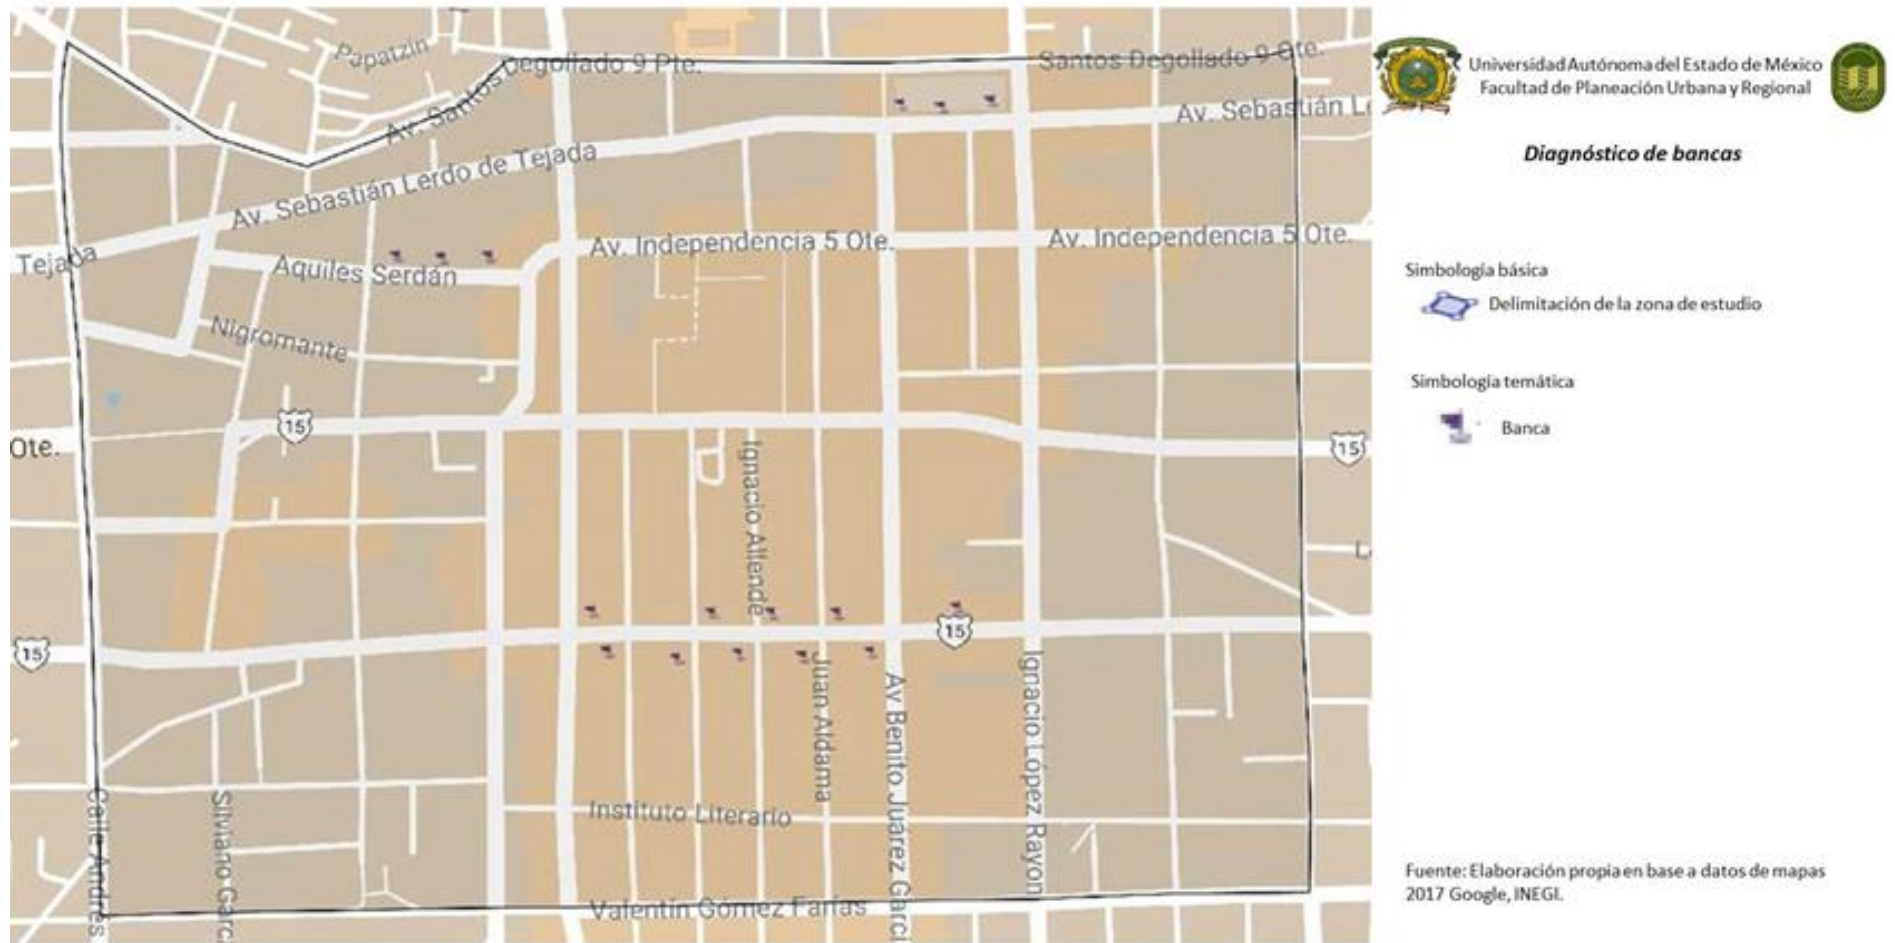 Papatzin
Degollado 9 Pte.
Av. Santos
Santos Degollado 9 Ote.
Av. Sebastián Le
Av. Sebastián Lerdo de Tejada
Tejada
Aquiles Serdán
Av. Independencia 5 Ote.
Av. Independencia 5 Ote.
Nigromante
15
Ote.
15
Ignacio Allende
L
15
15
Juan Aldama
Av Benito Juárez Garcí
Ignacio López Rayon
Calle Andrés
Silviano Garcí
Instituto Literario
Valentín Gómez Farías
Universidad Autónoma del Estado de México
Facultad de Planeación Urbana y Regional
Diagnóstico de bancas
Simbología básica
Delimitación de la zona de estudio
Simbología temática
Banca
Fuente: Elaboración propia en base a datos de mapas
2017 Google, INEGI.